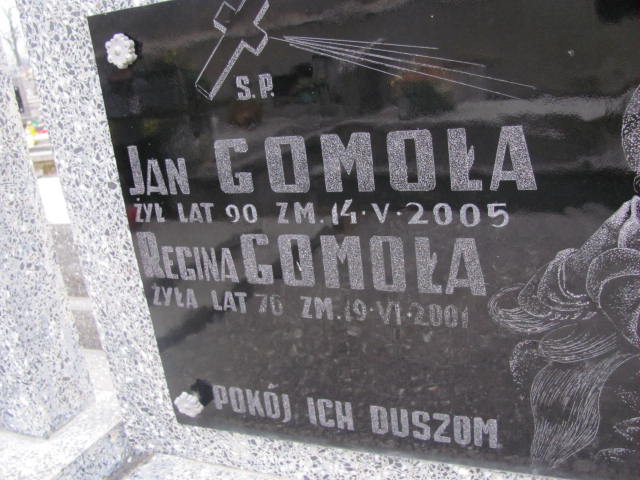 S.P.
JAN GOMOŁA
ŻYŁ LAT 90 ZM. 14·V·2005
REGINA GOMOŁA
ŻYŁA LAT 70 ZM. 19·VI·2001
POKÓJ ICH DUSZOM